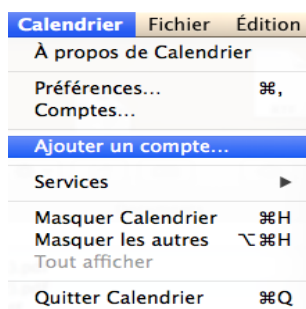 Calendrier Fichier Édition
À propos de Calendrier
Préférences... ⌘,
Comptes...
Ajouter un compte...
Services ▶
Masquer Calendrier ⌘H
Masquer les autres ⌥⌘H
Tout afficher
Quitter Calendrier ⌘Q